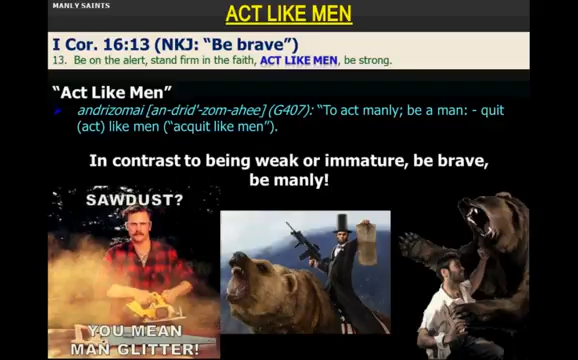 MANLY SAINTS
ACT LIKE MEN
I Cor. 16:13 (NKJ: “Be brave”)
13. Be on the alert, stand firm in the faith, ACT LIKE MEN, be strong.
“Act Like Men”
andrizomai [an-drid'-zom-ahee] (G407): “To act manly; be a man: - quit
(act) like men (“acquit like men”).
In contrast to being weak or immature, be brave,
be manly!
SAWDUST?
YOU MEAN
MAN GLITTER!